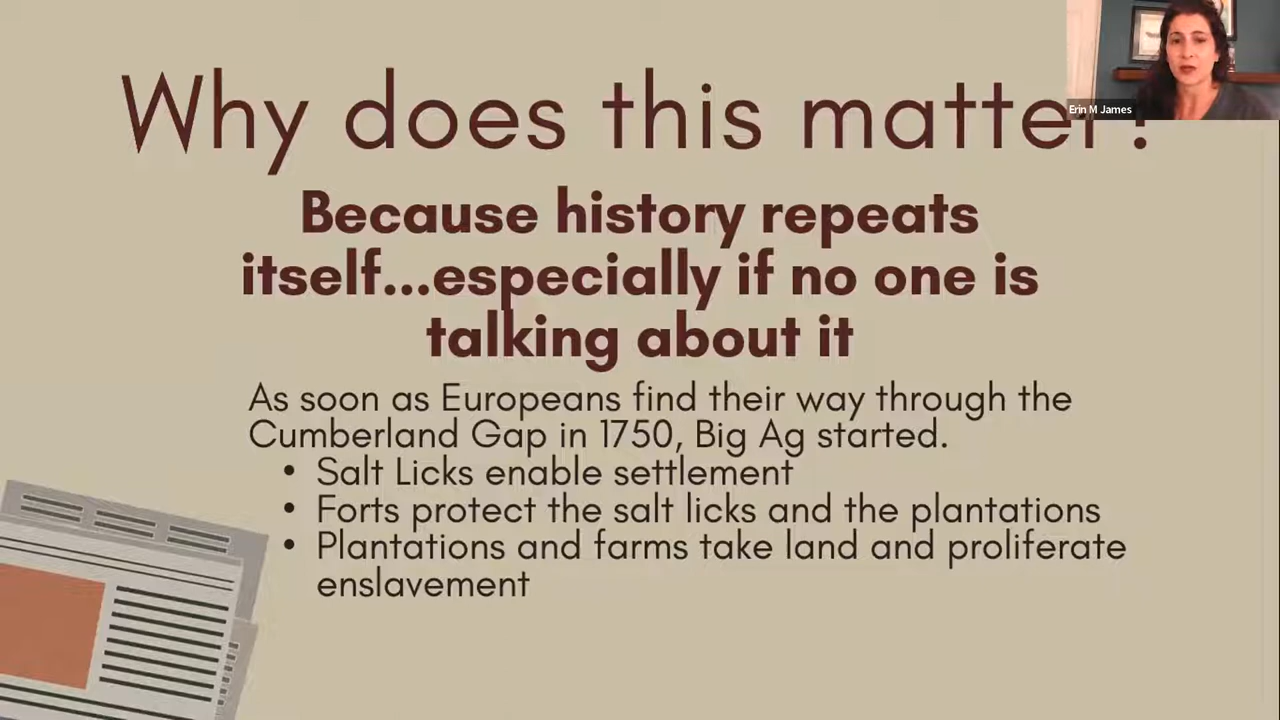 Why does this matter?
Erin M James
Because history repeats
itself...especially if no one is
talking about it
As soon as Europeans find their way through the
Cumberland Gap in 1750, Big Ag started.
• Salt Licks enable settlement
• Forts protect the salt licks and the plantations
• Plantations and farms take land and proliferate
enslavement